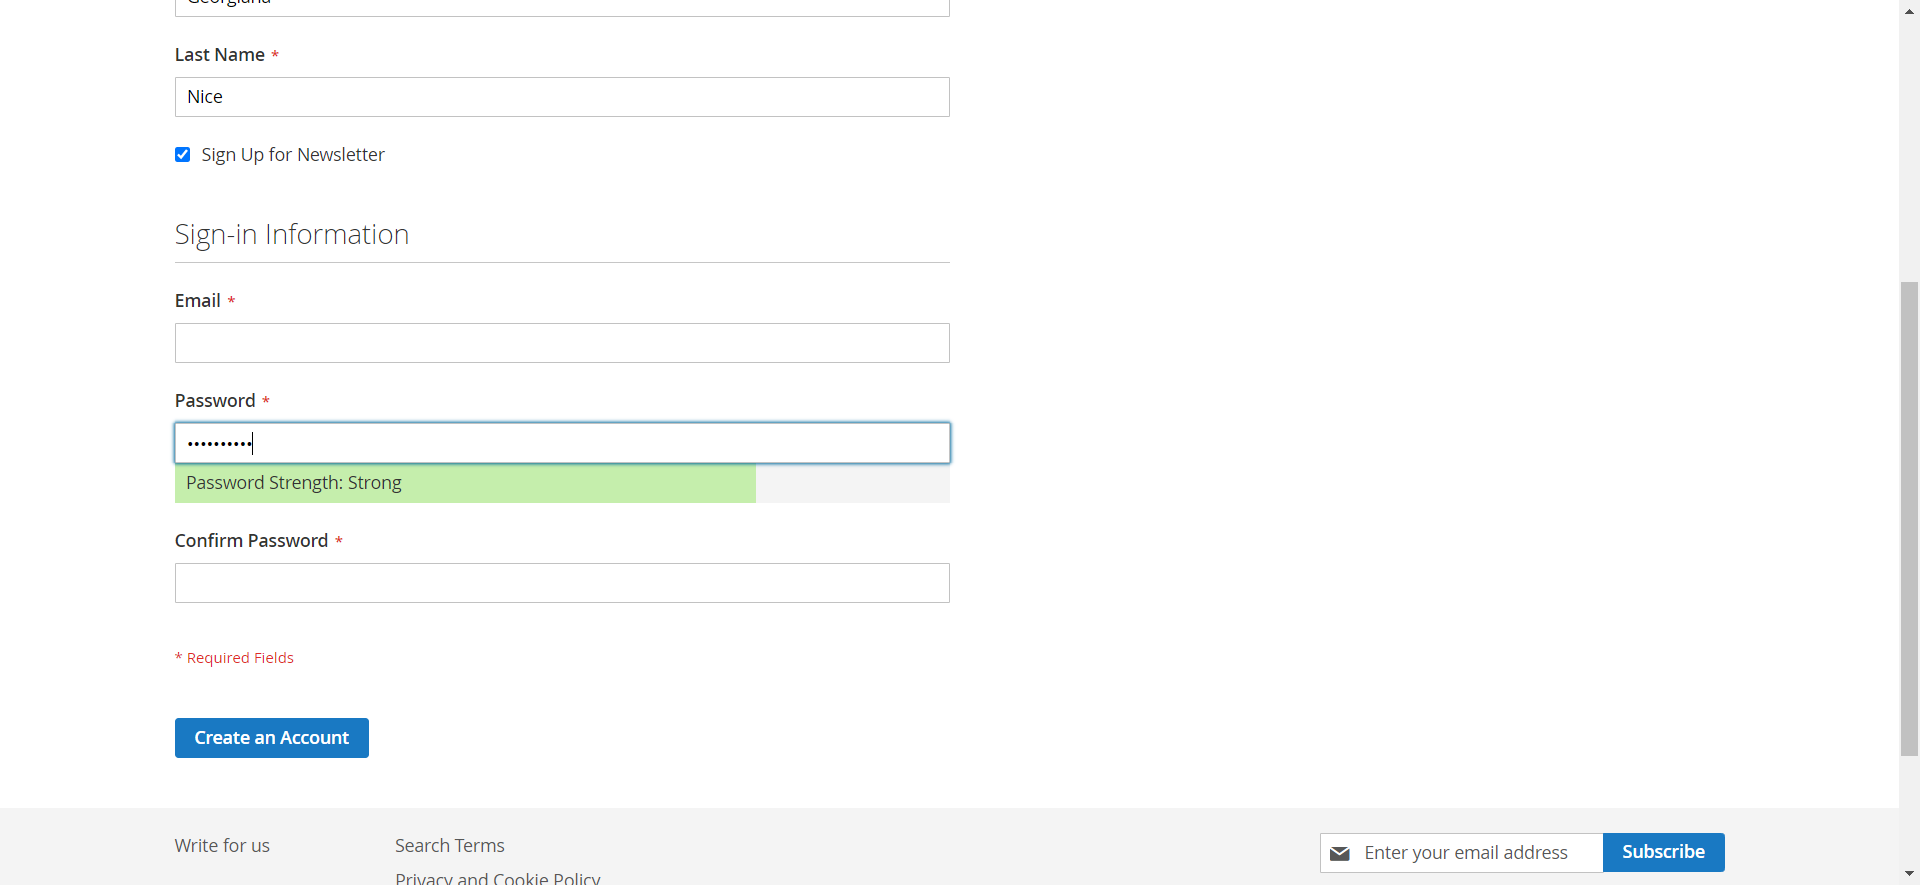 Georgiana
Last Name *
Nice
Sign Up for Newsletter
Sign-in Information
Email *
Password *
••••••••••
Password Strength: Strong
Confirm Password *
* Required Fields
Create an Account
Write for us
Search Terms
Enter your email address
Subscribe
Privacy and Cookie Policy